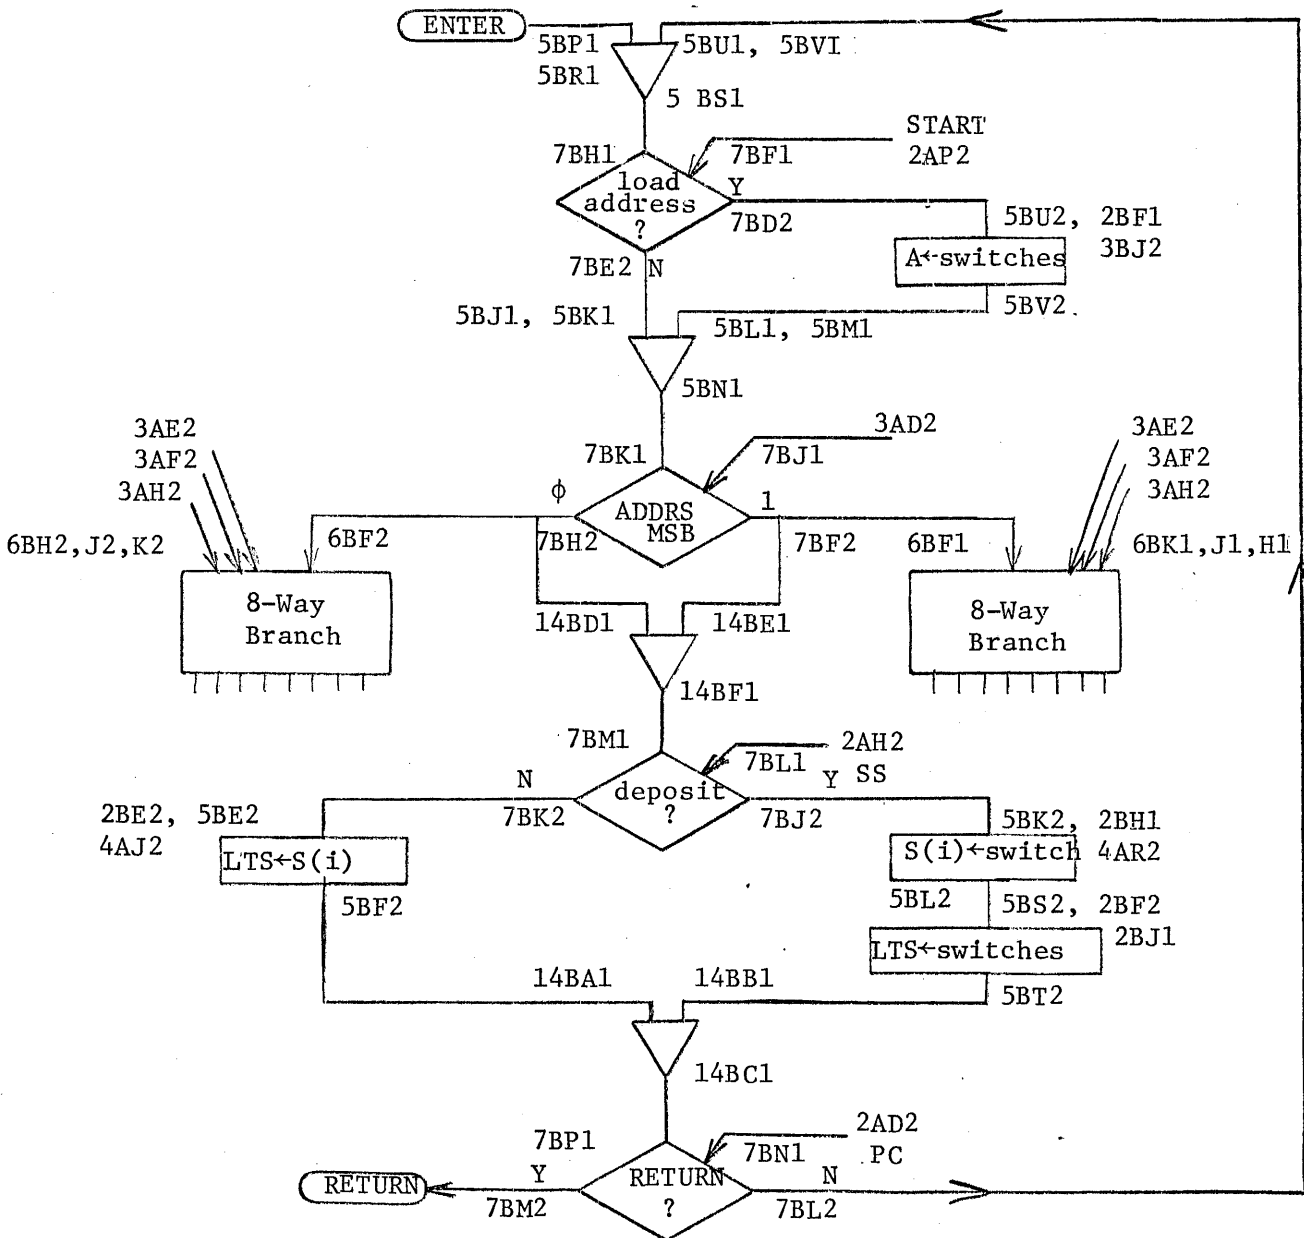 ENTER
5BP1
5BR1
5BU1, 5BVI
5 BS1
START
2AP2
7BH1
7BF1
load
address
?
Y
7BD2
5BU2, 2BF1
3BJ2
A←switches
7BE2 N
5BV2.
5BJ1, 5BK1
5BL1, 5BM1
5BN1
3AE2
3AF2
3AH2
3AD2
7BK1
7BJ1
3AE2
3AF2
3AH2
ϕ
ADDRS
MSB
1
6BH2,J2,K2
6BF2
7BH2
7BF2
6BF1
6BK1,J1,H1
8-Way
Branch
8-Way
Branch
14BD1
14BE1
14BF1
7BM1
7BL1
2AH2
SS
N
deposit
?
Y
7BK2
7BJ2
2BE2, 5BE2
4AJ2
5BK2, 2BH1
LTS←S(i)
S(i)←switch
4AR2
5BF2
5BL2
5BS2, 2BF2
2BJ1
LTS←switches
14BA1
14BB1
5BT2
14BC1
7BP1
7BN1
2AD2
PC
Y
RETURN
?
N
RETURN
7BM2
7BL2